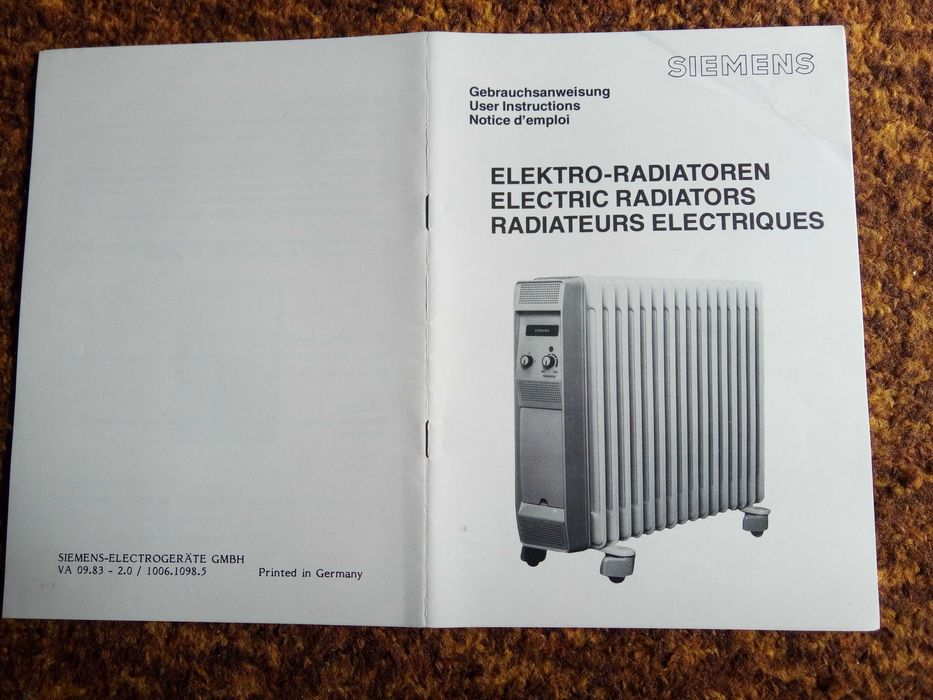 SIEMENS-ELECTROGERÄTE GMBH
VA 09.83 - 2.0 / 1006.1098.5 Printed in Germany
SIEMENS
Gebrauchsanweisung
User Instructions
Notice d'emploi
ELEKTRO-RADIATOREN
ELECTRIC RADIATORS
RADIATEURS ELECTRIQUES
SIEMENS